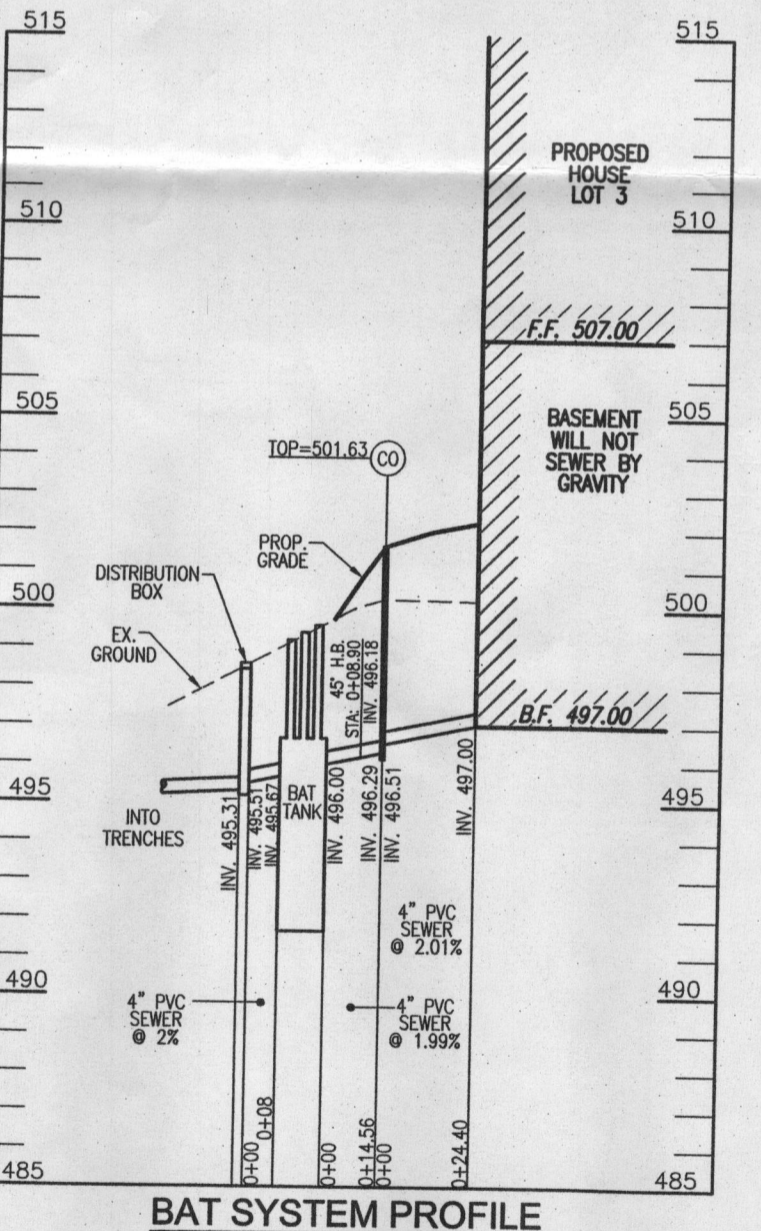 515
515
PROPOSED
HOUSE
LOT 3
510
510
F.F. 507.00
505
505
BASEMENT
WILL NOT
SEWER BY
GRAVITY
TOP=501.63
CO
PROP.
GRADE
DISTRIBUTION
BOX
500
500
EX.
GROUND
45° H.B.
STA: 0+08.90
INV. 496.18
B.F. 497.00
495
495
INTO
TRENCHES
BAT
TANK
INV. 495.31
INV. 495.51
INV. 495.67
INV. 496.00
INV. 496.29
INV. 496.51
INV. 497.00
4" PVC
SEWER
@ 2.01%
490
490
4" PVC
SEWER
@ 2%
4" PVC
SEWER
@ 1.99%
0+00
0+08
0+00
0+14.56
0+00
0+24.40
485
485
BAT SYSTEM PROFILE